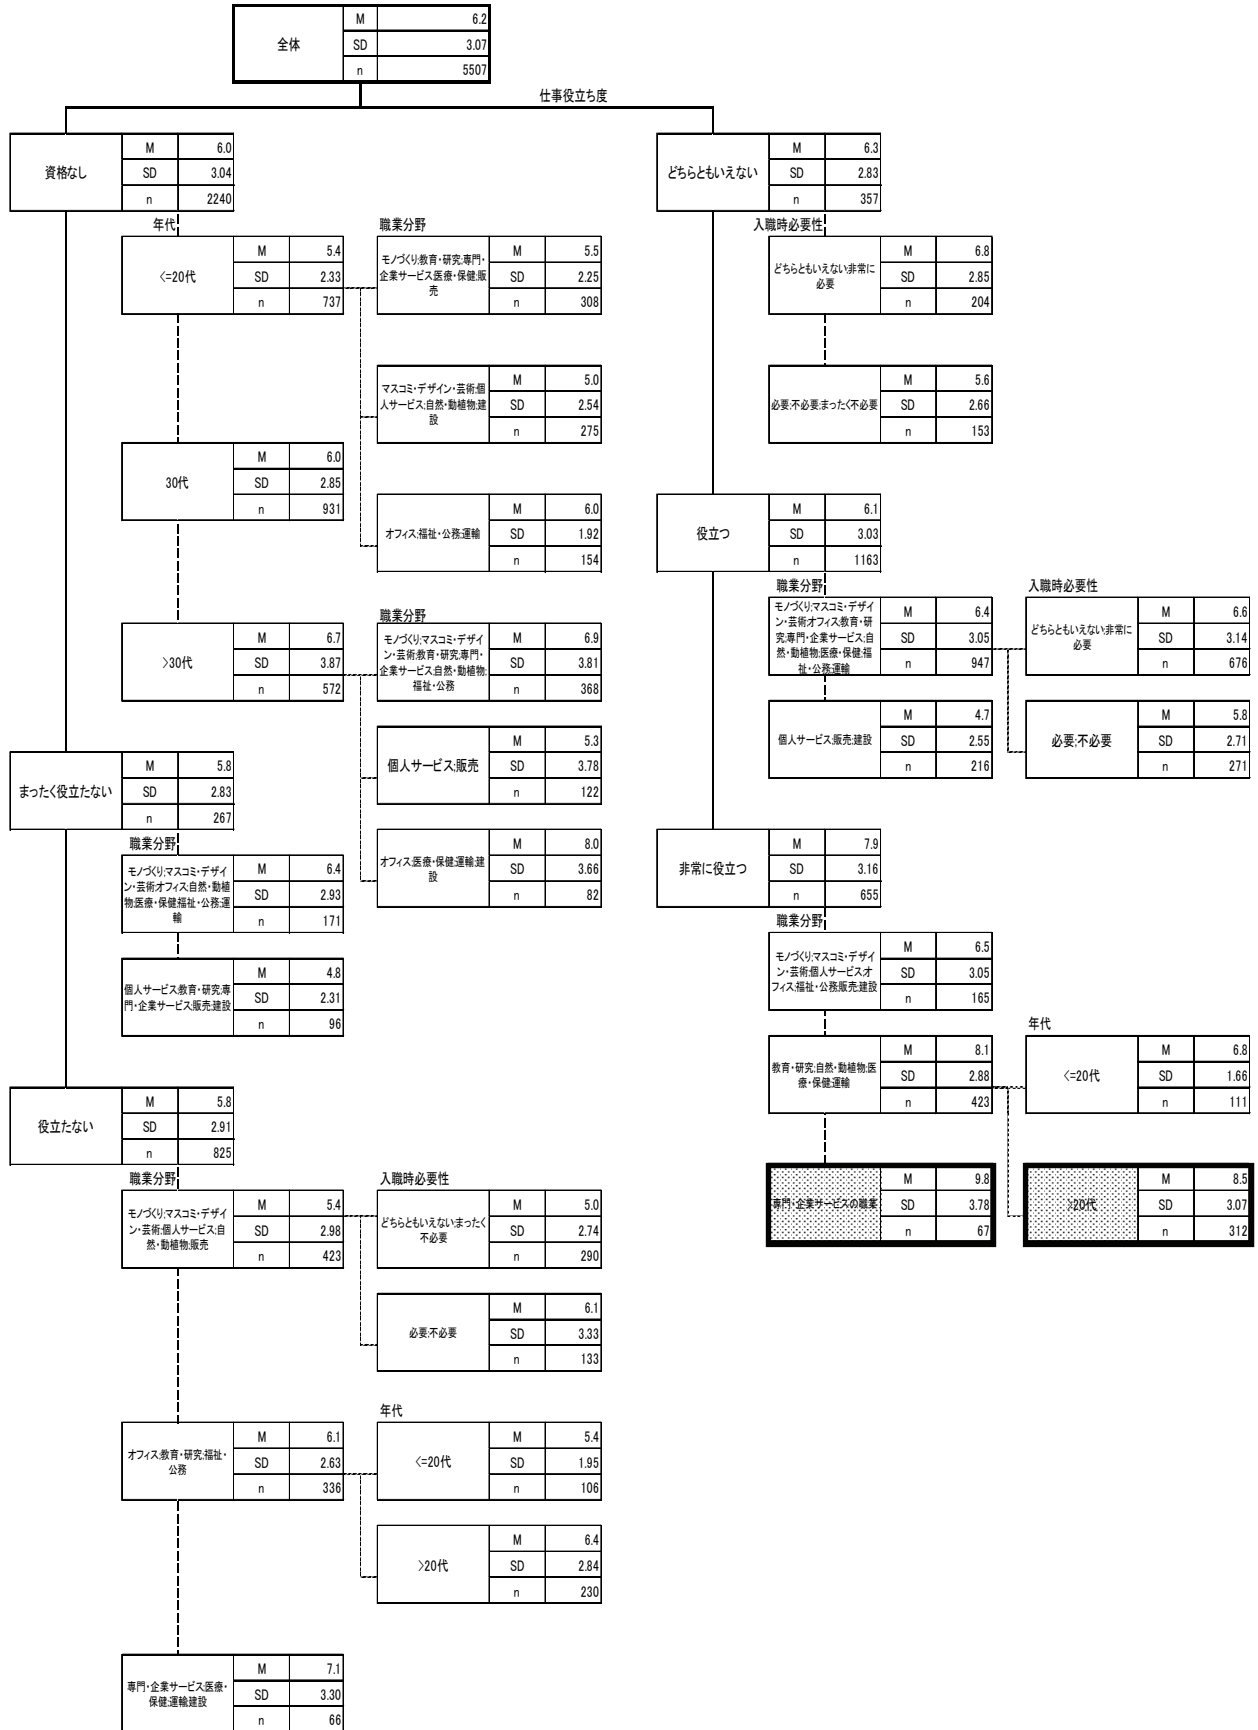 全体
M 6.2
SD 3.07
n 5507
仕事役立ち度
資格なし
M 6.0
SD 3.04
n 2240
年代
<=20代
M 5.4
SD 2.33
n 737
職業分野
モノづくり;教育・研究;専門・
企業サービス;医療・保健;販
売
M 5.5
SD 2.25
n 308
マスコミ・デザイン・芸術;個
人サービス;自然・動植物;建
設
M 5.0
SD 2.54
n 275
オフィス;福祉・公務;運輸
M 6.0
SD 1.92
n 154
30代
M 6.0
SD 2.85
n 931
>30代
M 6.7
SD 3.87
n 572
職業分野
モノづくり;マスコミ・デザイ
ン・芸術;教育・研究;専門・
企業サービス;自然・動植物;
福祉・公務
M 6.9
SD 3.81
n 368
個人サービス;販売
M 5.3
SD 3.78
n 122
オフィス;医療・保健;運輸;建
設
M 8.0
SD 3.66
n 82
まったく役立たない
M 5.8
SD 2.83
n 267
職業分野
モノづくり;マスコミ・デザイ
ン・芸術オフィス;自然・動植
物;医療・保健;福祉・公務;運
輸
M 6.4
SD 2.93
n 171
個人サービス;教育・研究;専
門・企業サービス;販売;建設
M 4.8
SD 2.31
n 96
役立たない
M 5.8
SD 2.91
n 825
職業分野
モノづくり;マスコミ・デザイ
ン・芸術;個人サービス;自
然・動植物;販売
M 5.4
SD 2.98
n 423
入職時必要性
どちらともいえない;まったく
不必要
M 5.0
SD 2.74
n 290
必要;不必要
M 6.1
SD 3.33
n 133
オフィス;教育・研究;福祉・
公務
M 6.1
SD 2.63
n 336
年代
<=20代
M 5.4
SD 1.95
n 106
>20代
M 6.4
SD 2.84
n 230
専門・企業サービス;医療・
保健;運輸建設
M 7.1
SD 3.30
n 66
どちらともいえない
M 6.3
SD 2.83
n 357
入職時必要性
どちらともいえない;非常に
必要
M 6.8
SD 2.85
n 204
必要;不必要;まったく不必要
M 5.6
SD 2.66
n 153
役立つ
M 6.1
SD 3.03
n 1163
職業分野
モノづくり;マスコミ・デザイ
ン・芸術オフィス;教育・研
究;専門・企業サービス;自
然・動植物;医療・保健;福
祉・公務;運輸
M 6.4
SD 3.05
n 947
入職時必要性
どちらともいえない;非常に
必要
M 6.6
SD 3.14
n 676
必要;不必要
M 5.8
SD 2.71
n 271
個人サービス;販売;建設
M 4.7
SD 2.55
n 216
非常に役立つ
M 7.9
SD 3.16
n 655
職業分野
モノづくり;マスコミ・デザイ
ン・芸術;個人サービス;オ
フィス;福祉・公務;販売;建設
M 6.5
SD 3.05
n 165
教育・研究;自然・動植物;医
療・保健;運輸
M 8.1
SD 2.88
n 423
年代
<=20代
M 6.8
SD 1.66
n 111
>20代
M 8.5
SD 3.07
n 312
専門・企業サービスの職業
M 9.8
SD 3.78
n 67